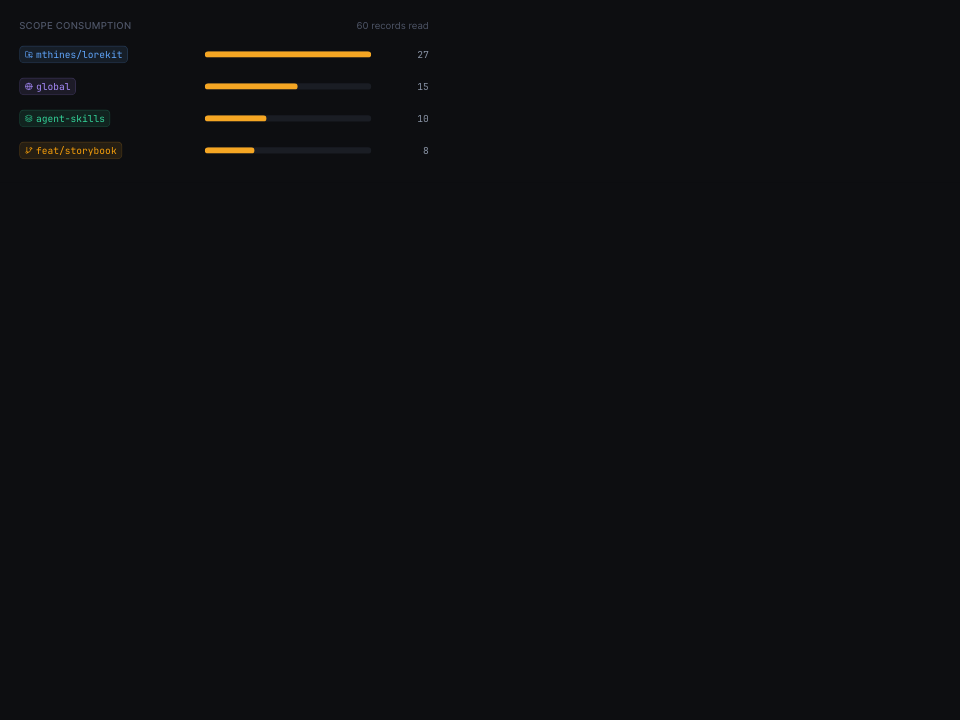 SCOPE CONSUMPTION 60 records read
mthines/lorekit 27
global 15
agent-skills 10
feat/storybook 8